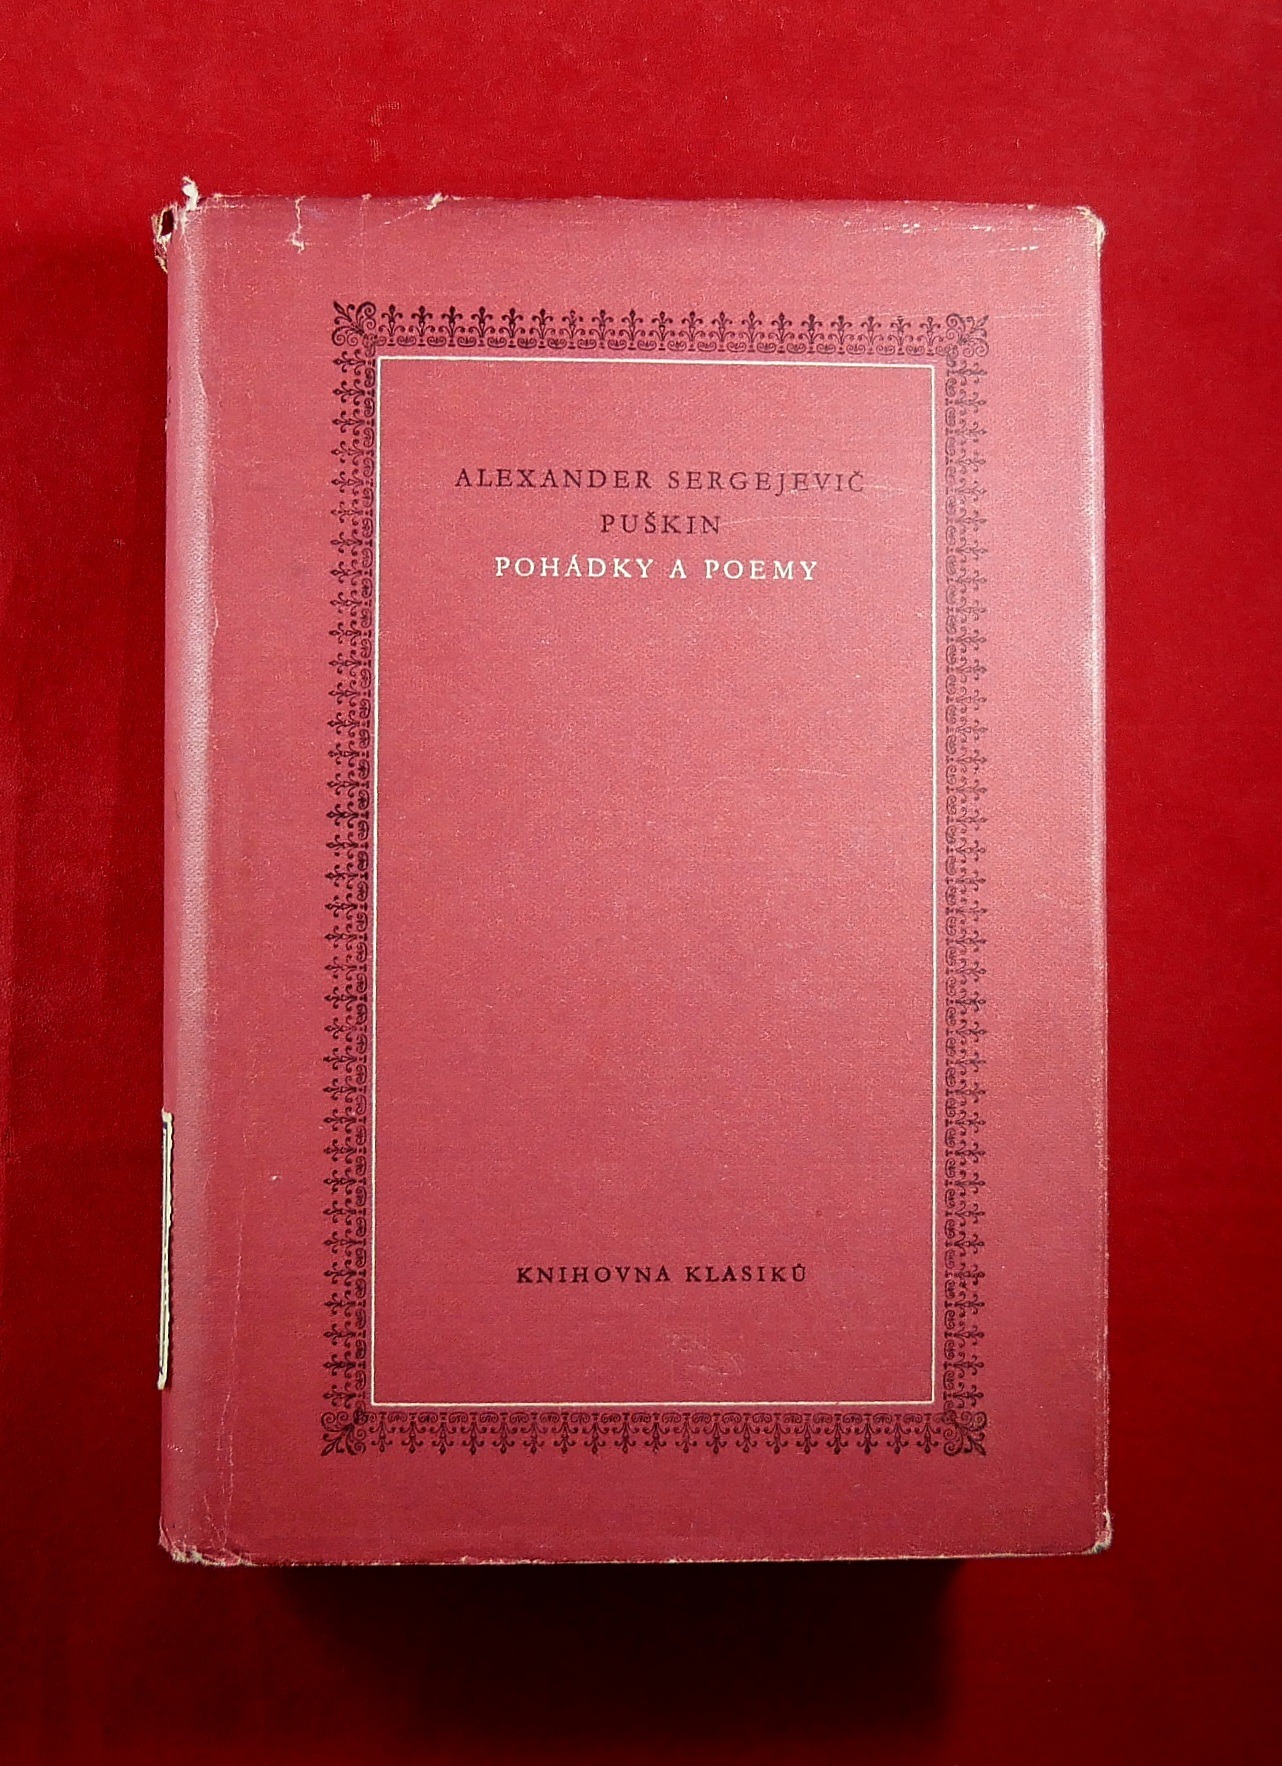 ALEXANDER SERGEJEVIČ
PUŠKIN
POHÁDKY A POEMY
KNIHOVNA KLASIKŮ